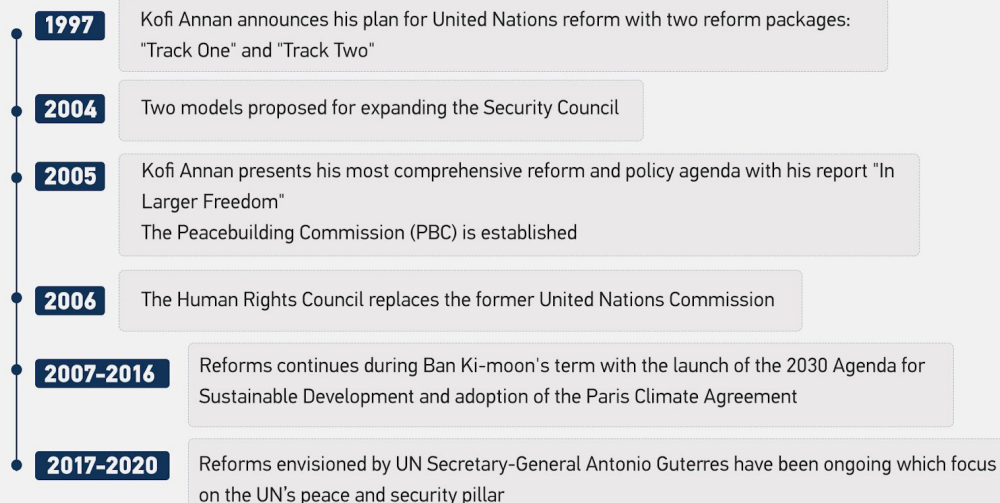 1997
Kofi Annan announces his plan for United Nations reform with two reform packages:
"Track One" and "Track Two"
2004
Two models proposed for expanding the Security Council
2005
Kofi Annan presents his most comprehensive reform and policy agenda with his report "In
Larger Freedom"
The Peacebuilding Commission (PBC) is established
2006
The Human Rights Council replaces the former United Nations Commission
2007-2016
Reforms continues during Ban Ki-moon's term with the launch of the 2030 Agenda for
Sustainable Development and adoption of the Paris Climate Agreement
2017-2020
Reforms envisioned by UN Secretary-General Antonio Guterres have been ongoing which focus
on the UN’s peace and security pillar